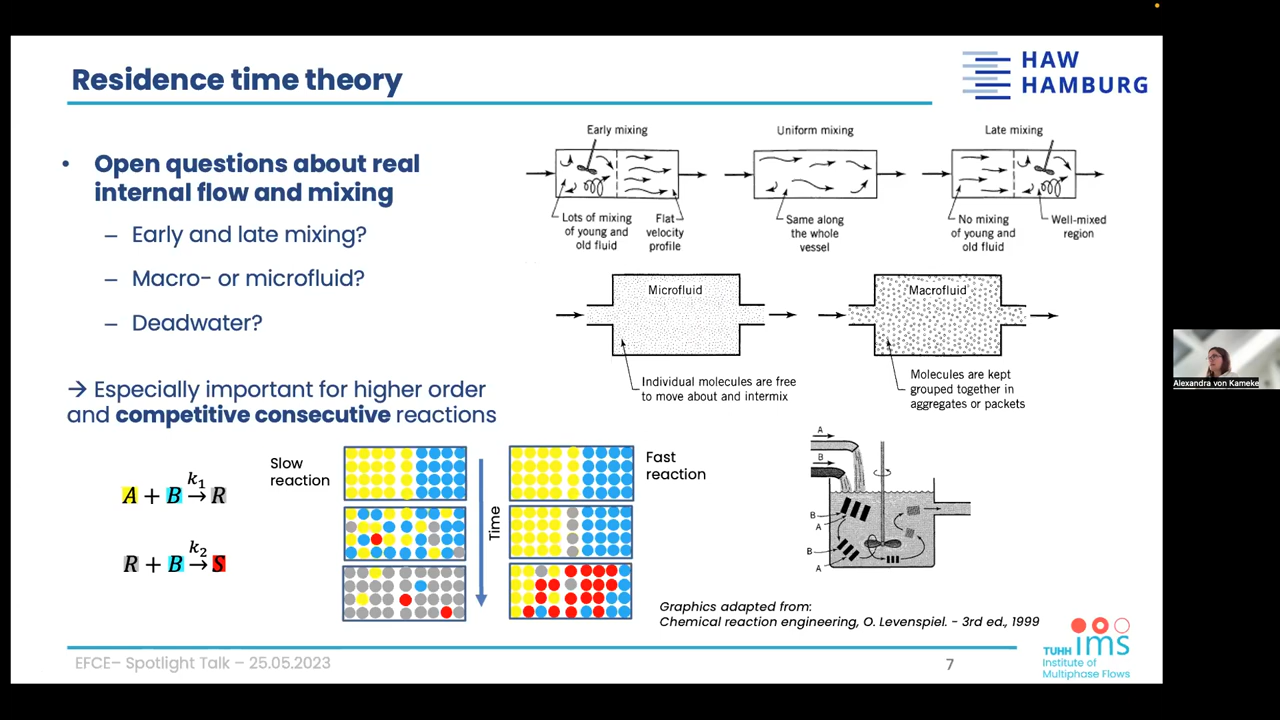 Residence time theory
HAW
HAMBURG
• Open questions about real
internal flow and mixing
– Early and late mixing?
– Macro- or microfluid?
– Deadwater?
→ Especially important for higher order
and competitive consecutive reactions
Early mixing
Uniform mixing
Late mixing
Lots of mixing
of young and
old fluid
Flat
velocity
profile
Same along
the whole
vessel
No mixing
of young and
old fluid
Well-mixed
region
Microfluid
Macrofluid
Individual molecules are free
to move about and intermix
Molecules are kept
grouped together in
aggregates or packets
Slow
reaction
Time
Fast
reaction
k₁
A + B → R
k₂
R + B → S
A
B
B
A
B
A
Graphics adapted from:
Chemical reaction engineering, O. Levenspiel. - 3rd ed., 1999
EFCE– Spotlight Talk – 25.05.2023
7
TUHH ims
Institute of
Multiphase Flows
Alexandra von Kameke